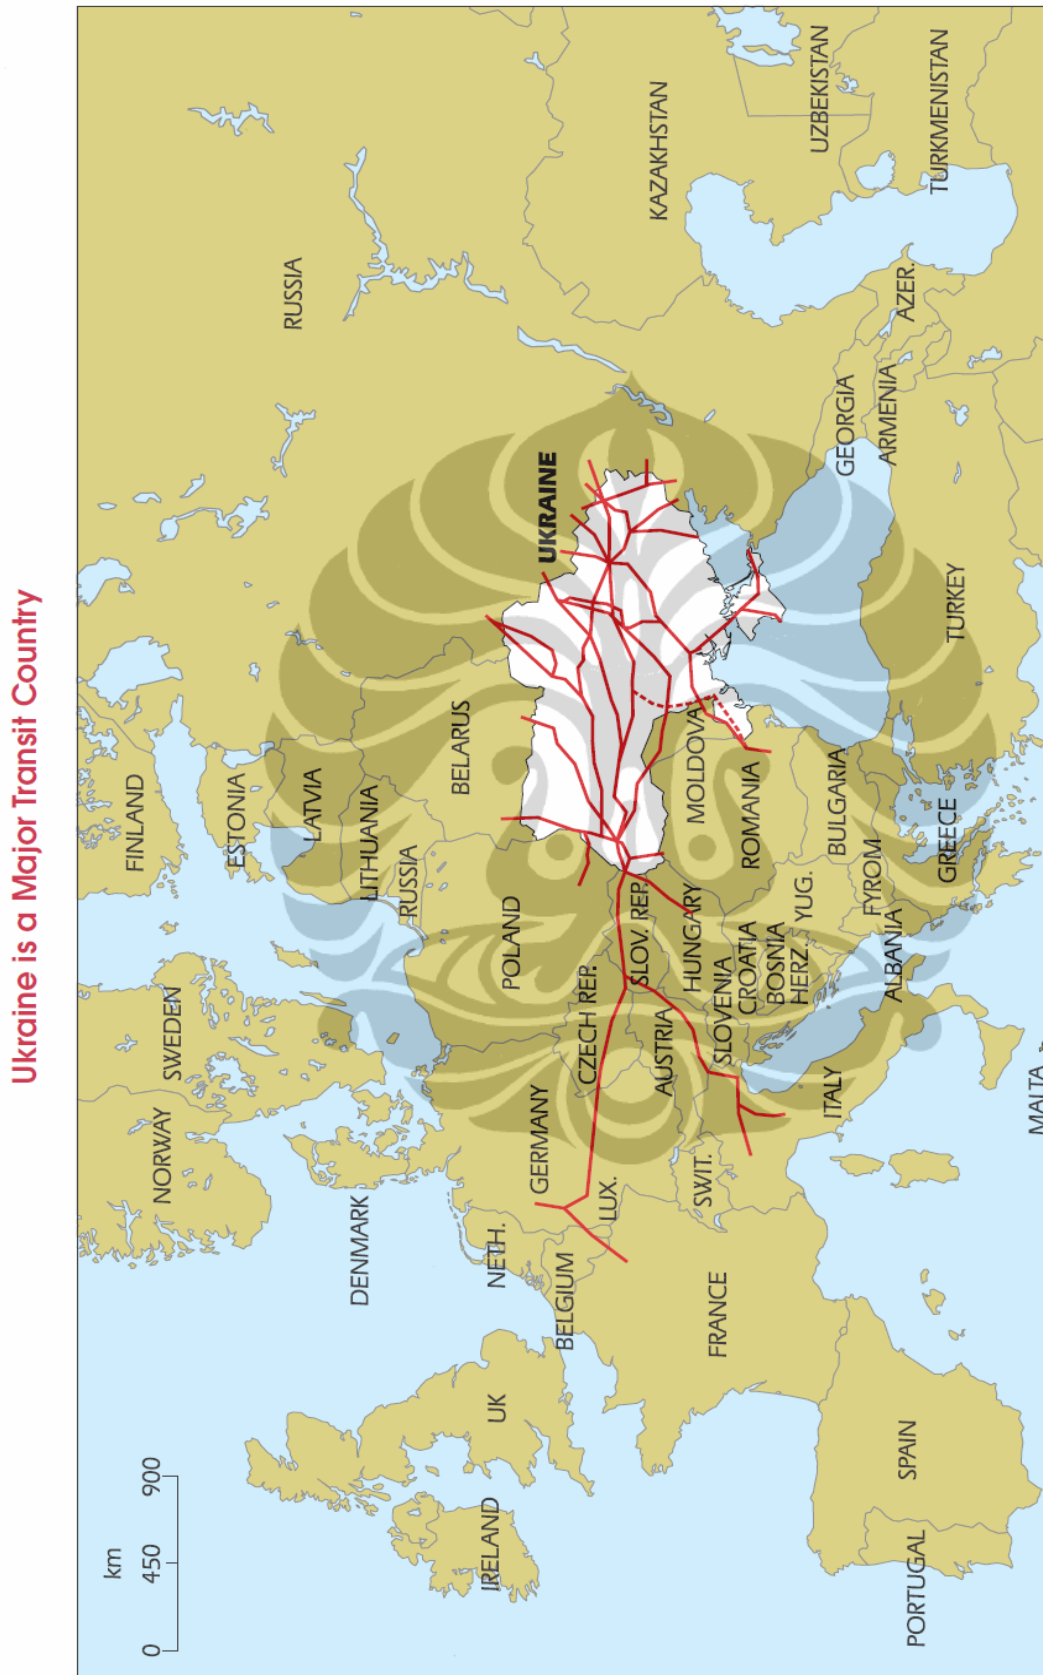 Ukraine is a Major Transit Country
km
0 450 900
NORWAY
SWEDEN
FINLAND
ESTONIA
LATVIA
LITHUANIA
RUSSIA
RUSSIA
DENMARK
BELARUS
IRELAND
UK
NETH.
BELGIUM
GERMANY
POLAND
UKRAINE
LUX.
CZECH REP.
SLOV. REP.
KAZAKHSTAN
FRANCE
SWIT.
AUSTRIA
HUNGARY
MOLDOVA
SLOVENIA
CROATIA
BOSNIA
HERZ.
YUG.
ROMANIA
ITALY
BULGARIA
UZBEKISTAN
GEORGIA
FYROM
ALBANIA
ARMENIA
AZER.
PORTUGAL
SPAIN
GREECE
TURKEY
TURKMENISTAN
MALTA